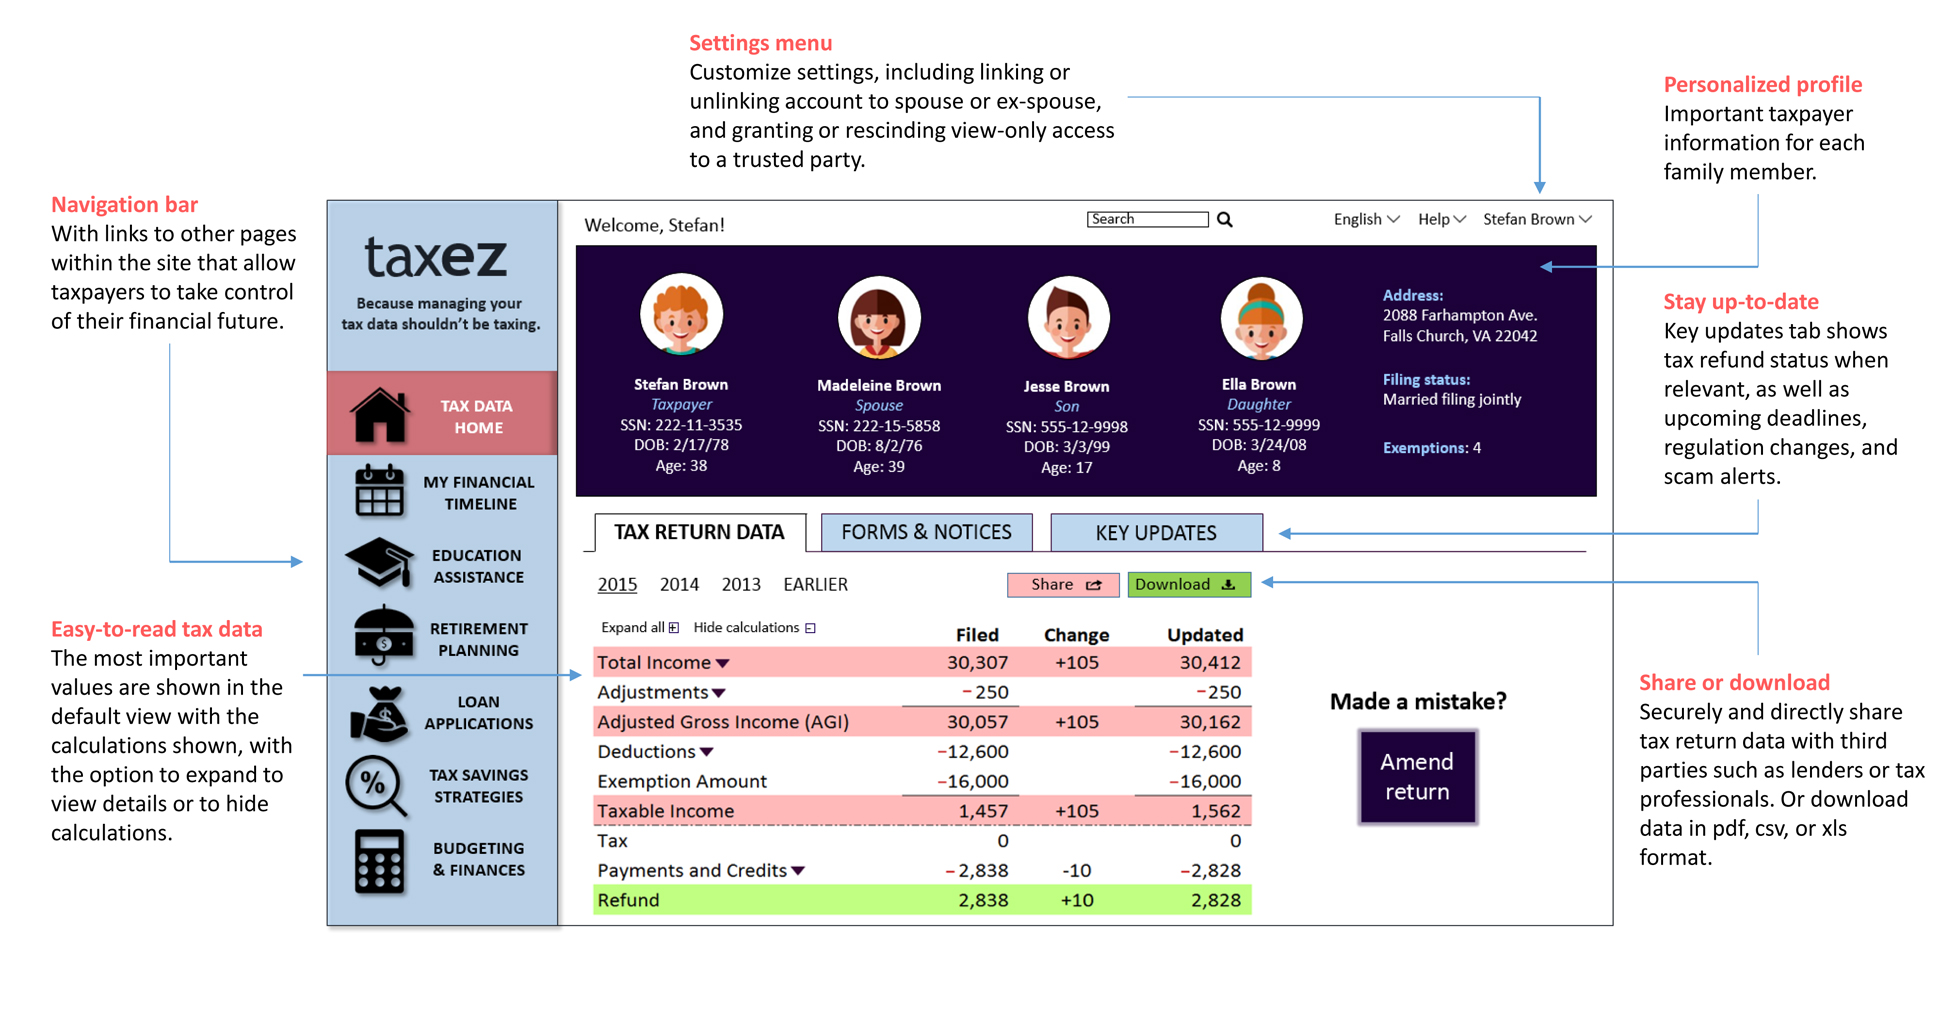 Settings menu
Customize settings, including linking or
unlinking account to spouse or ex-spouse,
and granting or rescinding view-only access
to a trusted party.
Personalized profile
Important taxpayer
information for each
family member.
Navigation bar
With links to other pages
within the site that allow
taxpayers to take control
of their financial future.
taxez
Because managing your
tax data shouldn't be taxing.
Welcome, Stefan!
Search
English
Help
Stefan Brown
Stefan Brown
Taxpayer
SSN: 222-11-3535
DOB: 2/17/78
Age: 38
Madeleine Brown
Spouse
SSN: 222-15-5858
DOB: 8/2/76
Age: 39
Jesse Brown
Son
SSN: 555-12-9998
DOB: 3/3/99
Age: 17
Ella Brown
Daughter
SSN: 555-12-9999
DOB: 3/24/08
Age: 8
Address:
2088 Farhampton Ave.
Falls Church, VA 22042
Filing status:
Married filing jointly
Exemptions: 4
Stay up-to-date
Key updates tab shows
tax refund status when
relevant, as well as
upcoming deadlines,
regulation changes, and
scam alerts.
TAX DATA
HOME
MY FINANCIAL
TIMELINE
EDUCATION
ASSISTANCE
$
RETIREMENT
PLANNING
$
LOAN
APPLICATIONS
%
TAX SAVINGS
STRATEGIES
BUDGETING
& FINANCES
Easy-to-read tax data
The most important
values are shown in the
default view with the
calculations shown, with
the option to expand to
view details or to hide
calculations.
TAX RETURN DATA
FORMS & NOTICES
KEY UPDATES
2015 2014 2013 EARLIER
Share
Download
Expand all Hide calculations
Filed Change Updated
Total Income 30,307 +105 30,412
Adjustments −250 −250
Adjusted Gross Income (AGI) 30,057 +105 30,162
Deductions −12,600 −12,600
Exemption Amount −16,000 −16,000
Taxable Income 1,457 +105 1,562
Tax 0 0
Payments and Credits −2,838 -10 −2,828
Refund 2,838 +10 2,828
Made a mistake?
Amend
return
Share or download
Securely and directly share
tax return data with third
parties such as lenders or tax
professionals. Or download
data in pdf, csv, or xls
format.